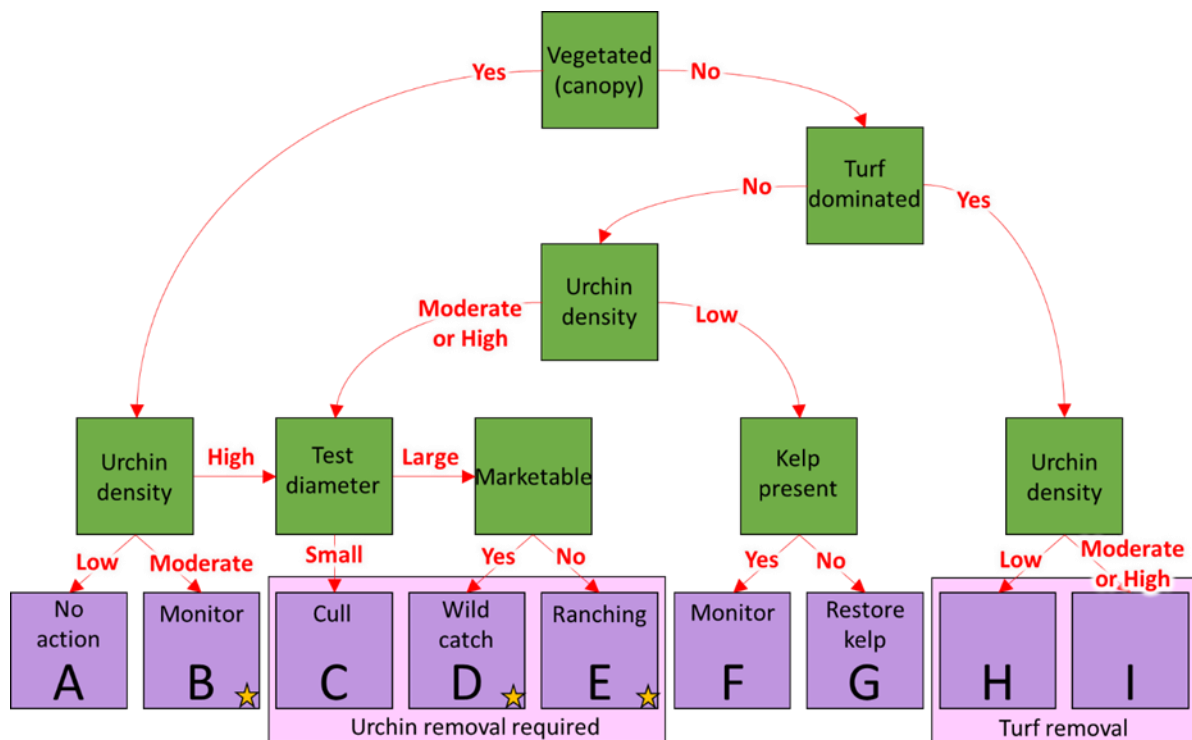 Vegetated
(canopy)
Yes
No
Turf
dominated
No
Yes
Urchin
density
Moderate
or High
Low
Urchin
density
High
Test
diameter
Large
Marketable
Kelp
present
Urchin
density
Low
Moderate
Small
Yes
No
Yes
No
Low
Moderate
or High
No
action
A
Monitor
B
Cull
C
Wild
catch
D
Ranching
E
Monitor
F
Restore
kelp
G
H
I
Urchin removal required
Turf removal